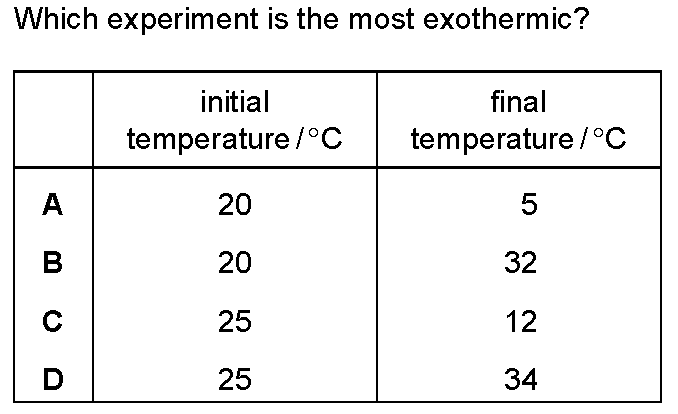 Which experiment is the most exothermic?
initial temperature / °C final temperature / °C
A 20 5
B 20 32
C 25 12
D 25 34